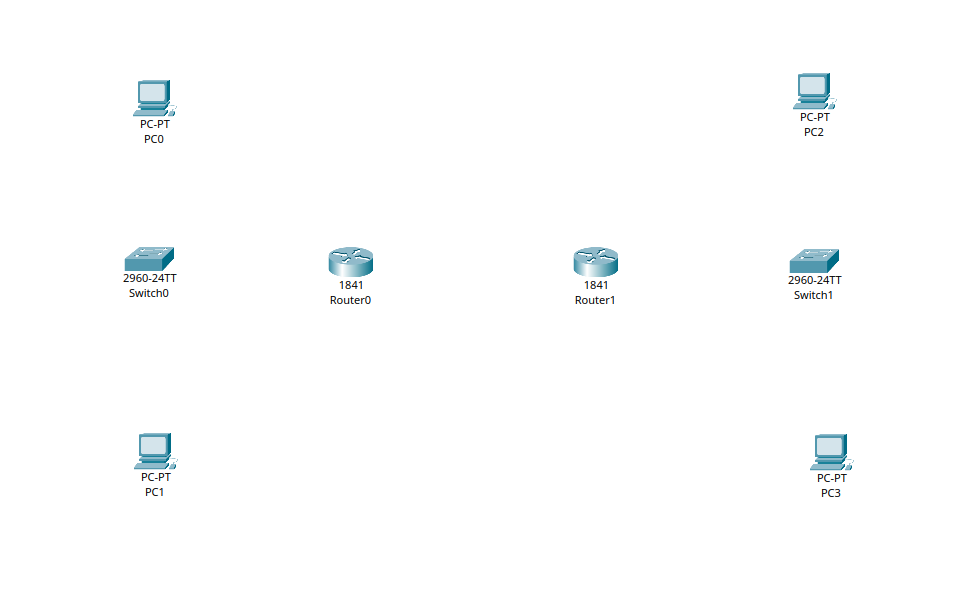 PC-PT
PC0
PC-PT
PC2
2960-24TT
Switch0
1841
Router0
1841
Router1
2960-24TT
Switch1
PC-PT
PC1
PC-PT
PC3